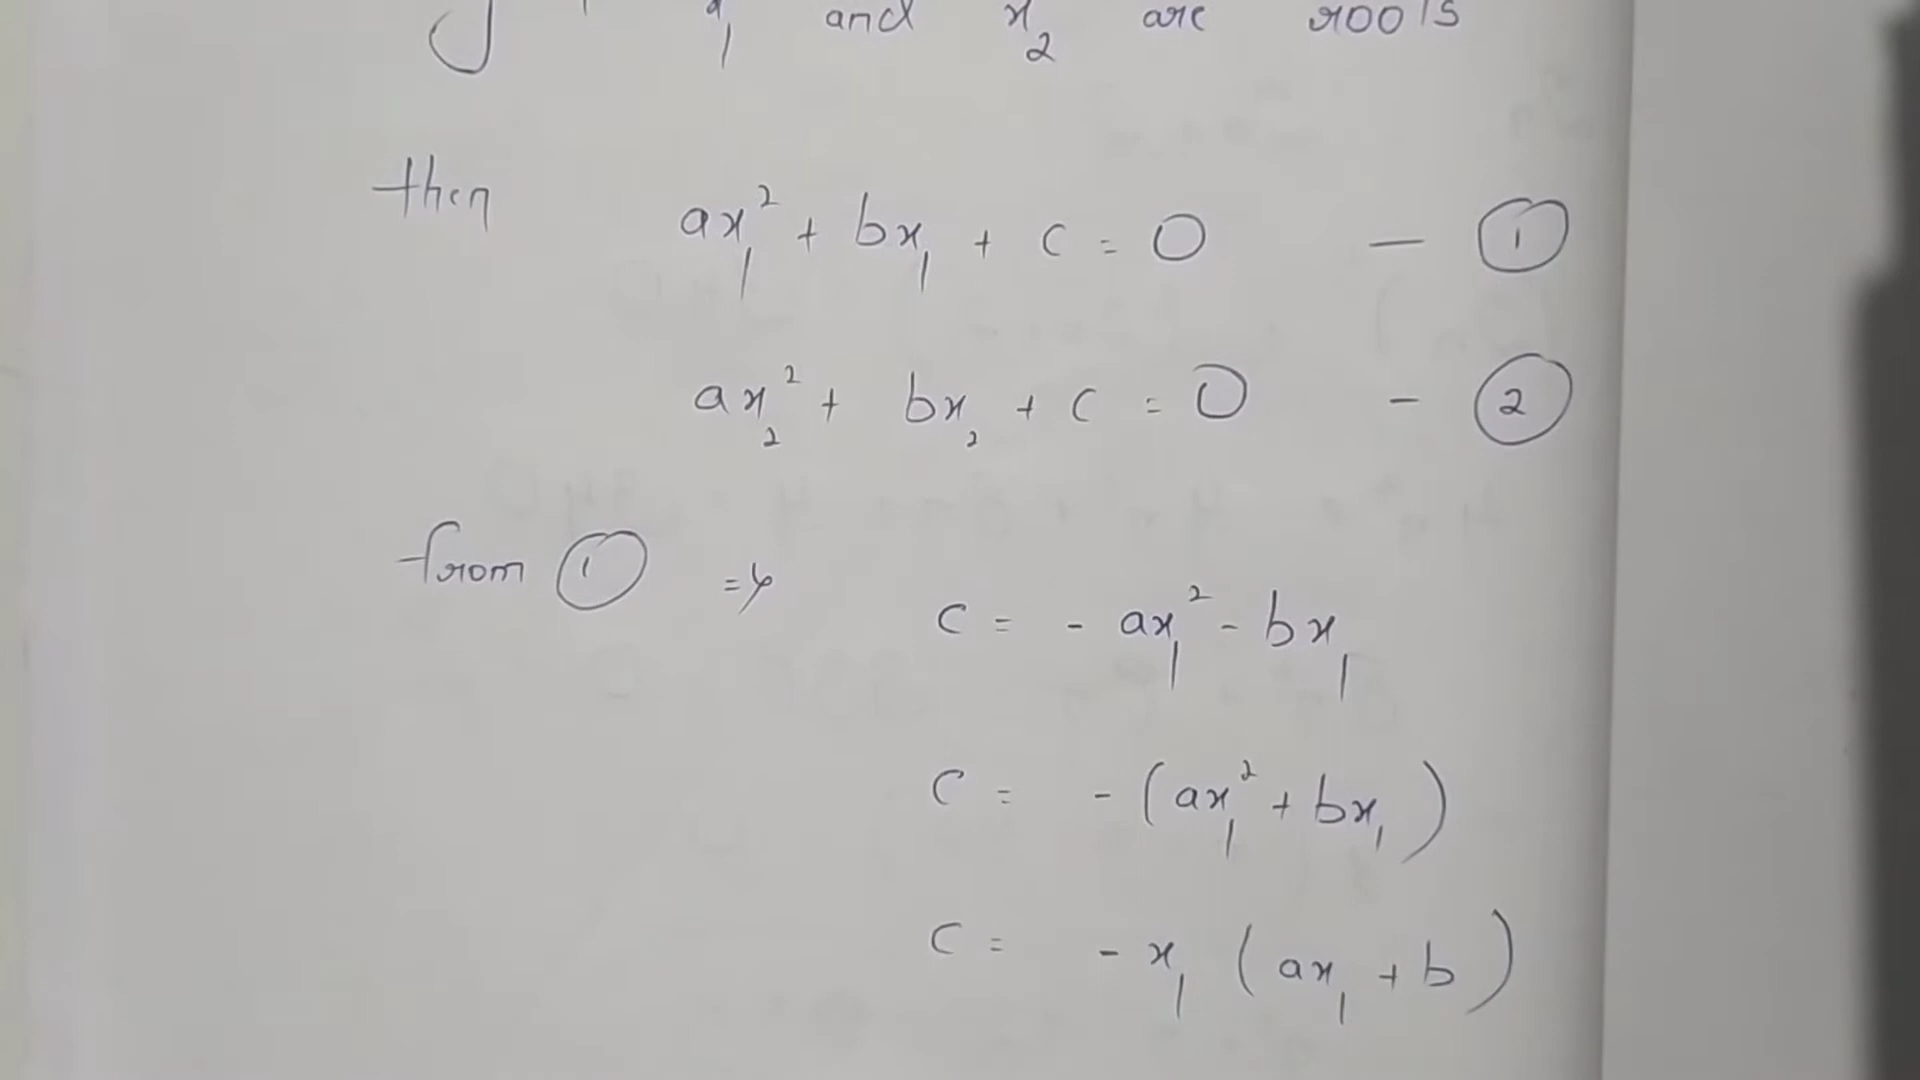 x₁ and x₂ are roots
then ax₁² + bx₁ + c = 0 — ①
ax₂² + bx₂ + c = 0 - ②
from ① => c = - ax₁² - bx₁
c = - (ax₁² + bx₁)
c = - x₁ (ax₁ + b)